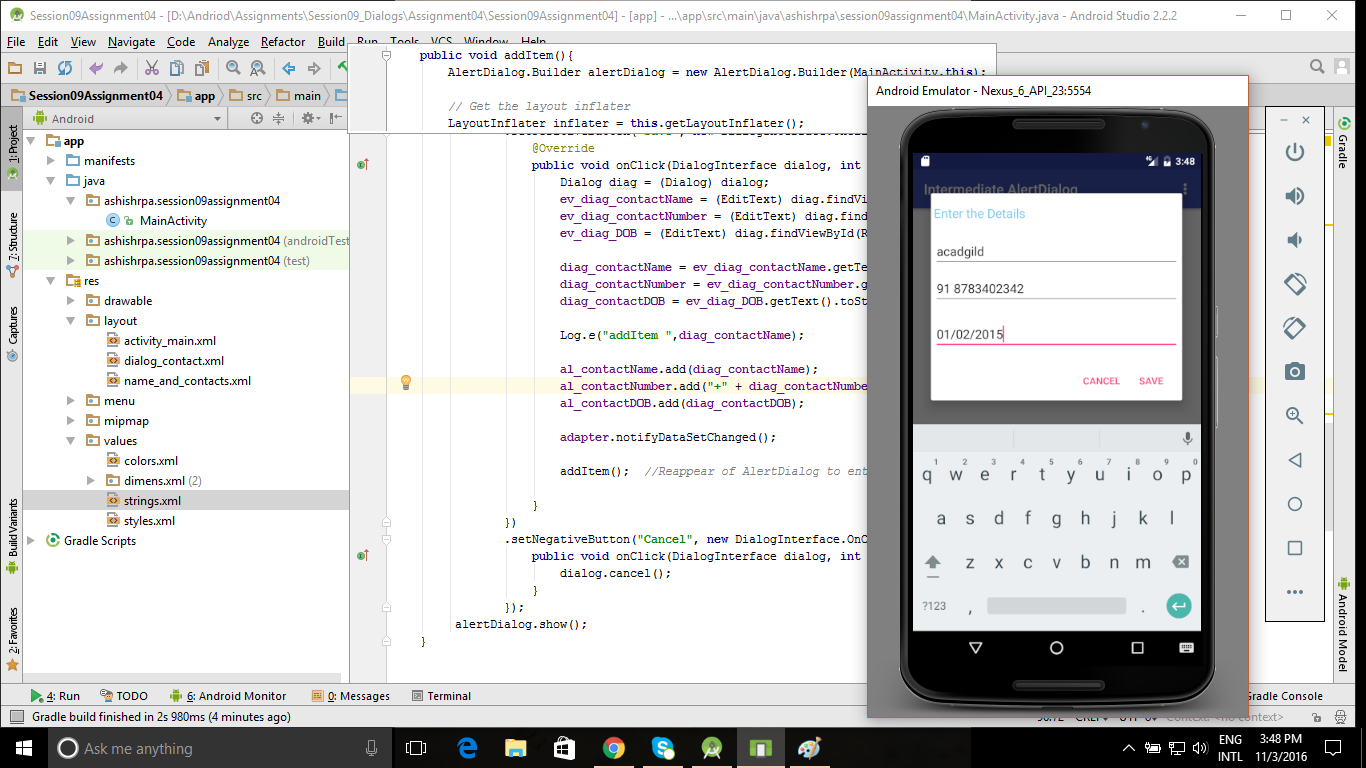 Session09Assignment04 - [D:\Andriod\Assignments\Session09_Dialogs\Assignment04\Session09Assignment04] - [app] - ...\app\src\main\java\ashishrpa\session09assignment04\MainActivity.java - Android Studio 2.2.2
File Edit View Navigate Code Analyze Refactor Build Run Tools VCS Window Help
Session09Assignment04 app src main
Android
1: Project
7: Structure
Captures
Build Variants
2: Favorites
app
manifests
java
ashishrpa.session09assignment04
MainActivity
ashishrpa.session09assignment04 (androidTest
ashishrpa.session09assignment04 (test)
res
drawable
layout
activity_main.xml
dialog_contact.xml
name_and_contacts.xml
menu
mipmap
values
colors.xml
dimens.xml (2)
strings.xml
styles.xml
Gradle Scripts
public void addItem(){
AlertDialog.Builder alertDialog = new AlertDialog.Builder(MainActivity.this);
// Get the layout inflater
LayoutInflater inflater = this.getLayoutInflater();
@Override
public void onClick(DialogInterface dialog, int
Dialog diag = (Dialog) dialog;
ev_diag_contactName = (EditText) diag.findVi
ev_diag_contactNumber = (EditText) diag.find
ev_diag_DOB = (EditText) diag.findViewById(R
diag_contactName = ev_diag_contactName.getTe
diag_contactNumber = ev_diag_contactNumber.g
diag_contactDOB = ev_diag_DOB.getText().toSt
Log.e("addItem ",diag_contactName);
al_contactName.add(diag_contactName);
al_contactNumber.add("+" + diag_contactNumbe
al_contactDOB.add(diag_contactDOB);
adapter.notifyDataSetChanged();
addItem(); //Reappear of AlertDialog to ent
}
})
.setNegativeButton("Cancel", new DialogInterface.OnC
public void onClick(DialogInterface dialog, int
dialog.cancel();
}
});
alertDialog.show();
}
Android Emulator - Nexus_6_API_23:5554
4G 3:48
Intermediate AlertDialog
Enter the Details
acadgild
91 8783402342
01/02/2015
CANCEL SAVE
1 2 3 4 5 6 7 8 9 0
q w e r t y u i o p
a s d f g h j k l
z x c v b n m
?123 , .
Gradle
Android Model
4: Run TODO 6: Android Monitor 0: Messages Terminal Gradle Console
Gradle build finished in 2s 980ms (4 minutes ago)
Context: <no context>
Ask me anything
ENG
INTL
3:48 PM
11/3/2016